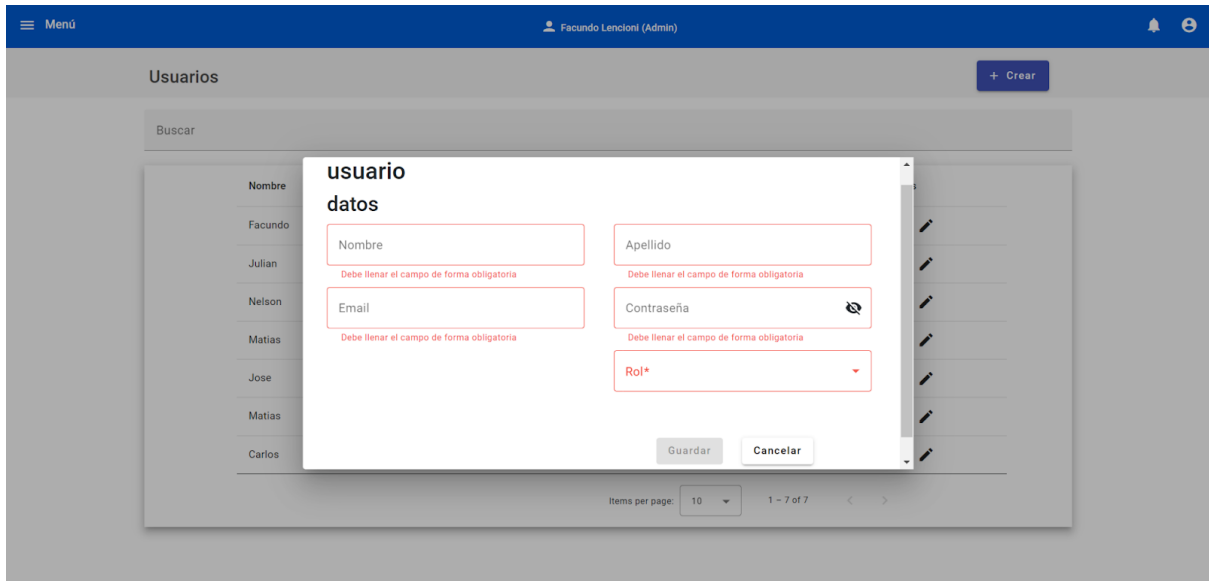 Menú
Facundo Lencioni (Admin)
Usuarios
+ Crear
Buscar
Nombre
usuario
datos
Nombre
Apellido
Debe llenar el campo de forma obligatoria
Debe llenar el campo de forma obligatoria
Email
Contraseña
Debe llenar el campo de forma obligatoria
Debe llenar el campo de forma obligatoria
Rol*
Guardar
Cancelar
Facundo
Julian
Nelson
Matias
Jose
Matias
Carlos
Items per page:
10
1 – 7 of 7